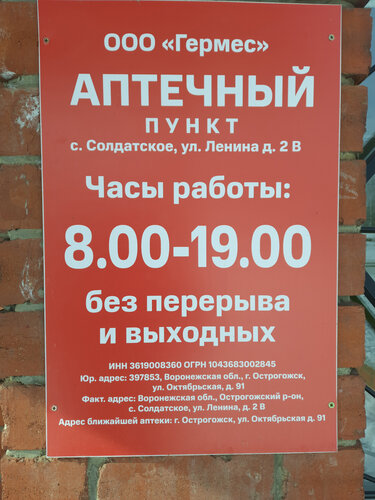 ООО «Гермес»
АПТЕЧНЫЙ
ПУНКТ
с. Солдатское, ул. Ленина д. 2 В
Часы работы:
8.00-19.00
без перерыва
и выходных
ИНН 3619008360 ОГРН 1043683002845
Юр. адрес: 397853, Воронежская обл., г. Острогожск,
ул. Октябрьская, д. 91
Факт. адрес: Воронежская обл., Острогожский р-он,
с. Солдатское, ул. Ленина, д. 2 В
Адрес ближайшей аптеки: г. Острогожск, ул. Октябрьская д. 91